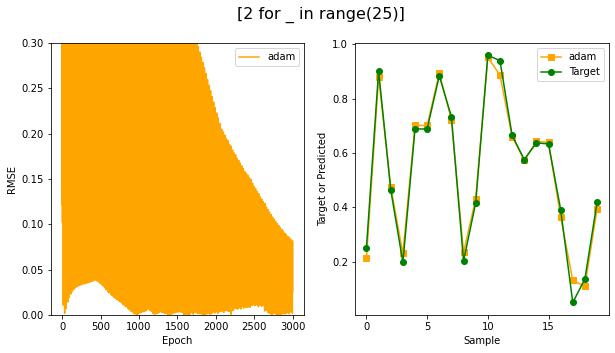 [2 for _ in range(25)]
0.30
0.25
0.20
0.15
0.10
0.05
0.00
RMSE
0 500 1000 1500 2000 2500 3000
Epoch
adam
1.0
0.8
0.6
0.4
0.2
Target or Predicted
0 5 10 15
Sample
adam
Target